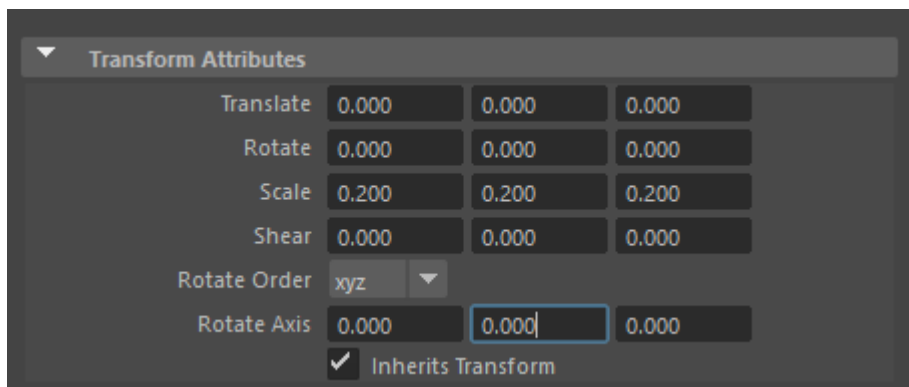 Transform Attributes
Translate 0.000 0.000 0.000
Rotate 0.000 0.000 0.000
Scale 0.200 0.200 0.200
Shear 0.000 0.000 0.000
Rotate Order xyz
Rotate Axis 0.000 0.000 0.000
Inherits Transform